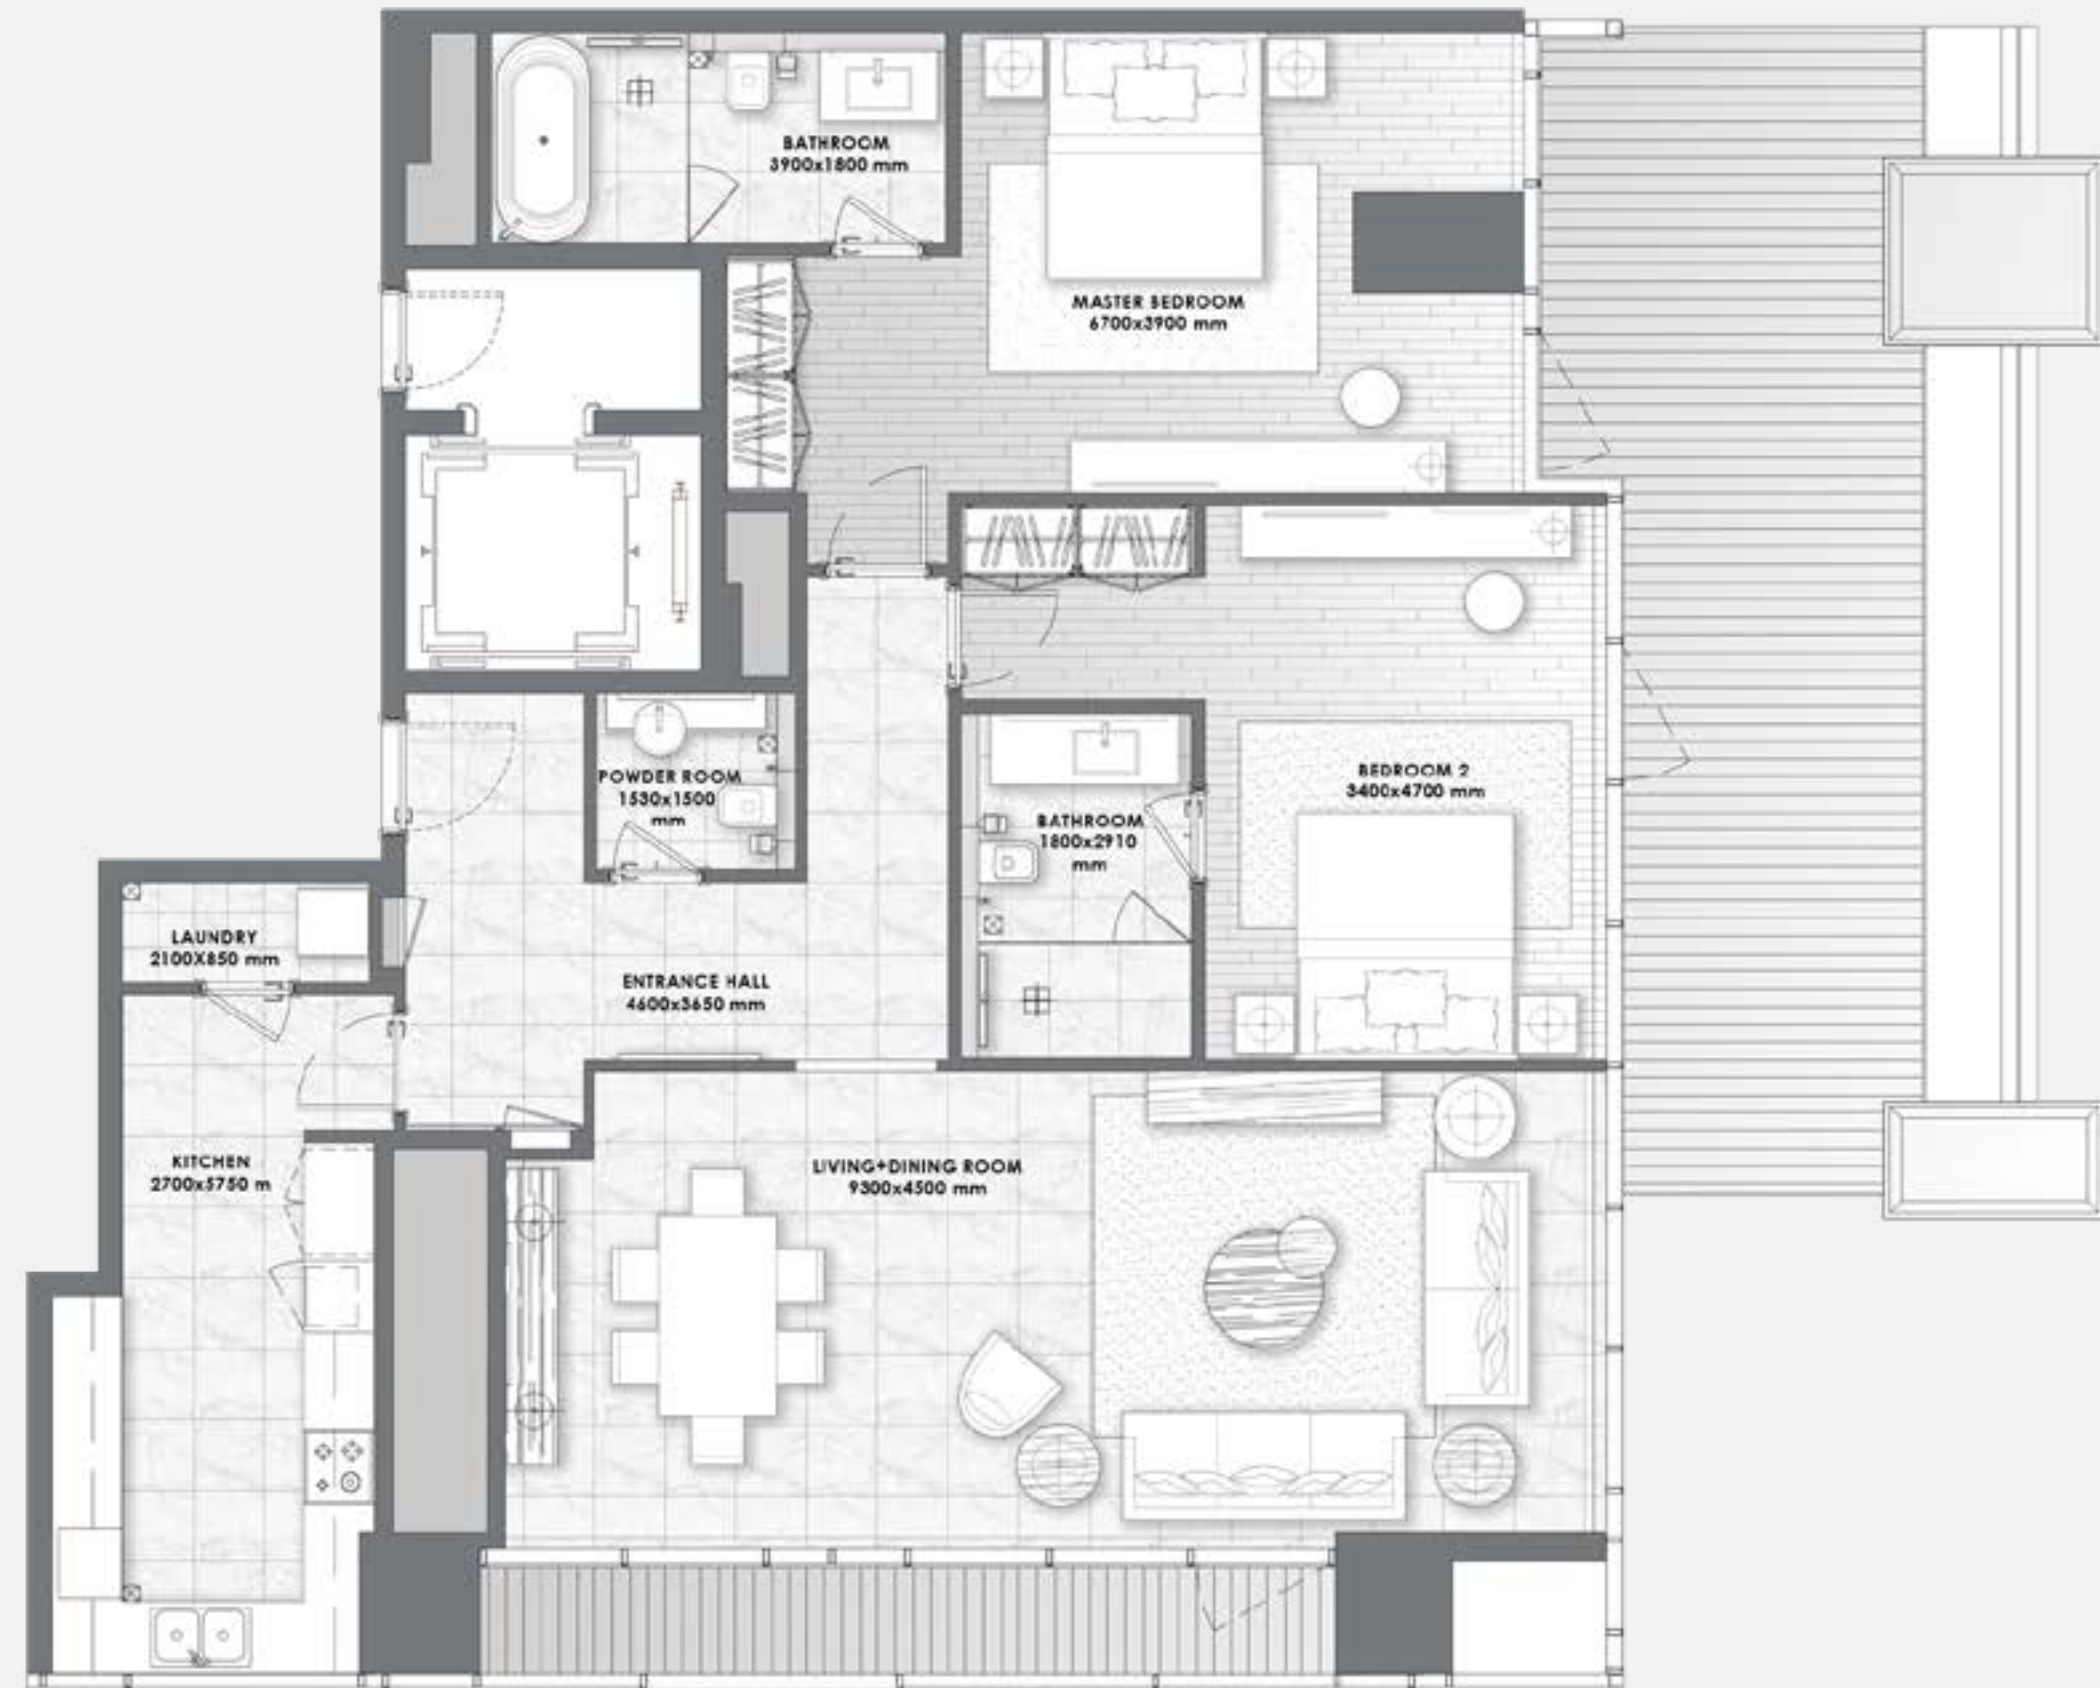 BATHROOM
3900x1800 mm
MASTER BEDROOM
6700x3900 mm
POWDER ROOM
1530x1500
mm
BEDROOM 2
3400x4700 mm
BATHROOM
1800x2910
mm
LAUNDRY
2100X850 mm
ENTRANCE HALL
4600x3650 mm
KITCHEN
2700x5750 m
LIVING+DINING ROOM
9300x4500 mm